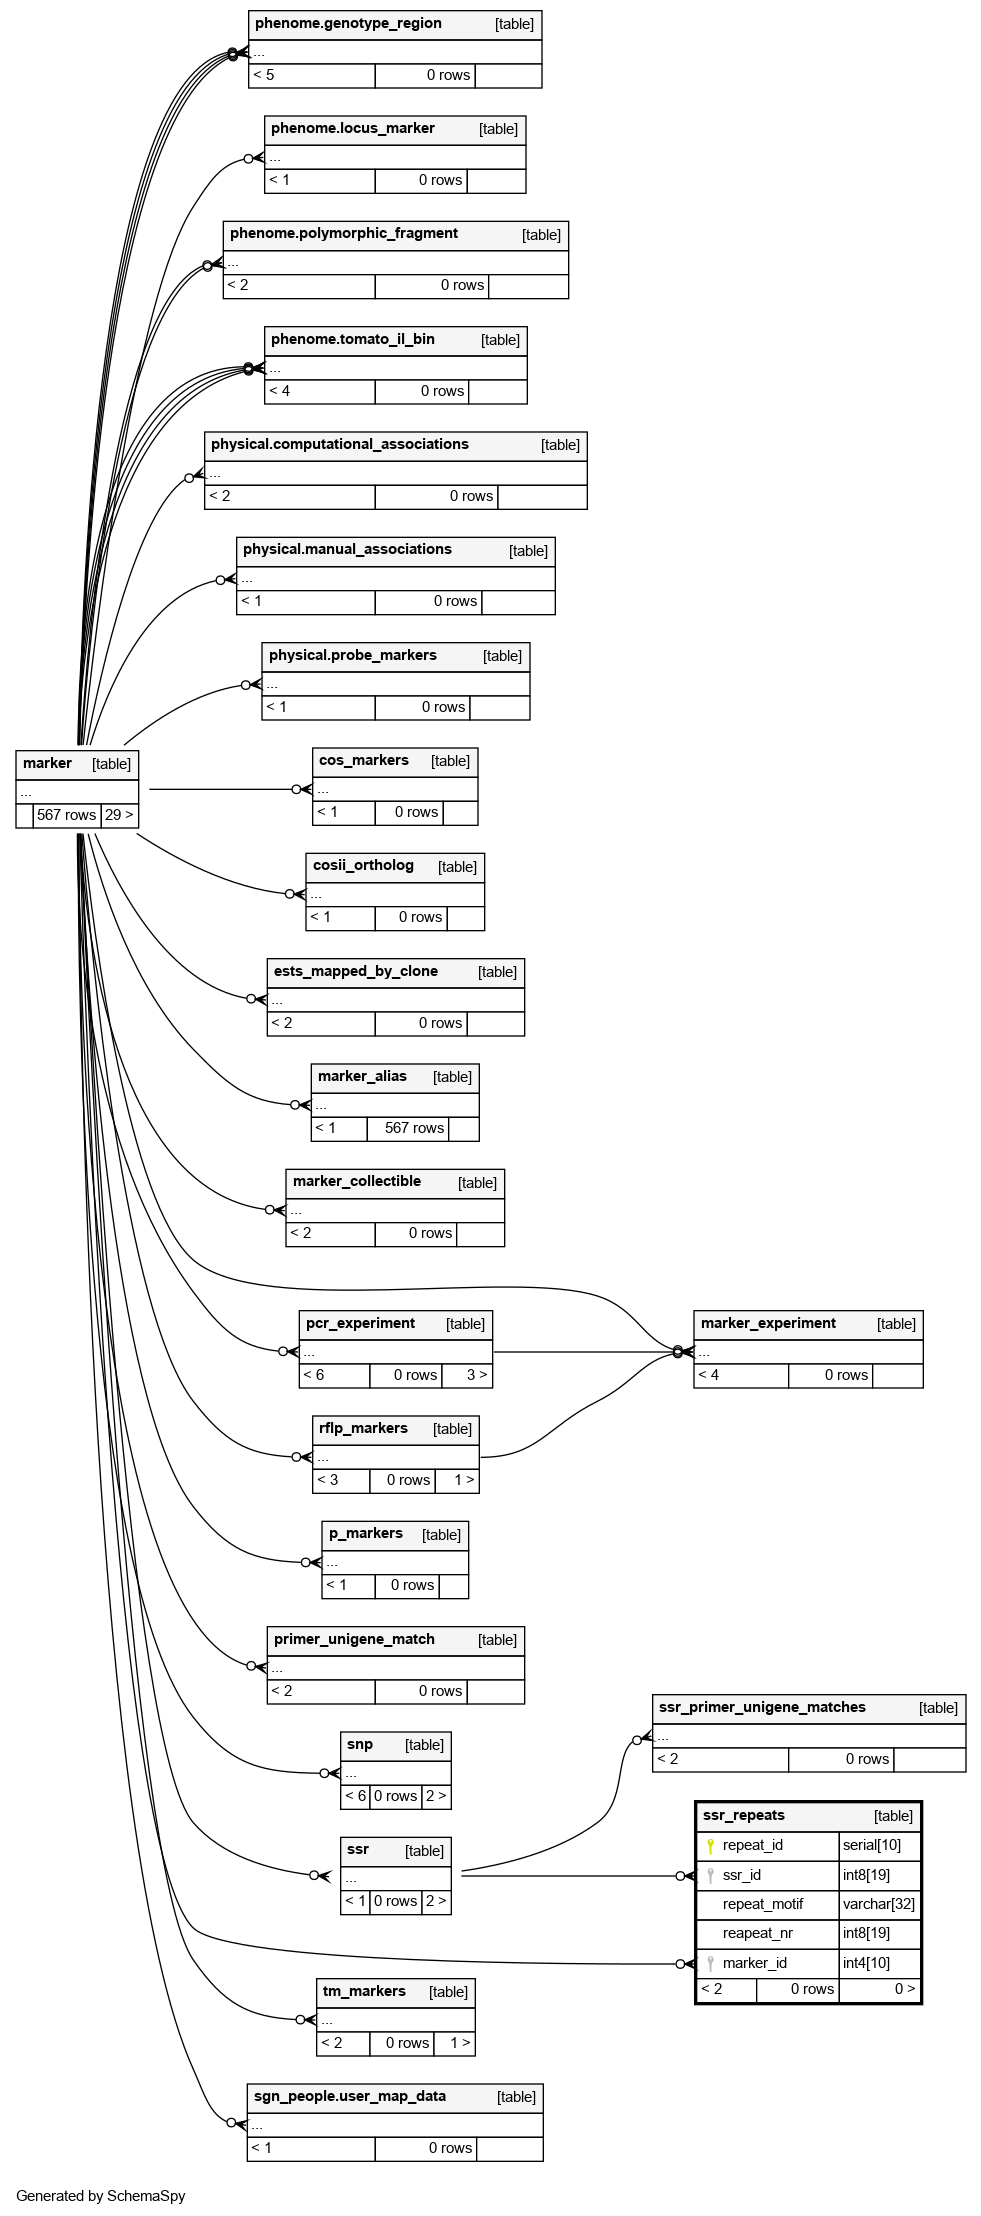 phenome.genotype_region [table]
...
< 5 0 rows
phenome.locus_marker [table]
...
< 1 0 rows
phenome.polymorphic_fragment [table]
...
< 2 0 rows
phenome.tomato_il_bin [table]
...
< 4 0 rows
physical.computational_associations [table]
...
< 2 0 rows
physical.manual_associations [table]
...
< 1 0 rows
physical.probe_markers [table]
...
< 1 0 rows
marker [table]
...
567 rows 29 >
cos_markers [table]
...
< 1 0 rows
cosii_ortholog [table]
...
< 1 0 rows
ests_mapped_by_clone [table]
...
< 2 0 rows
marker_alias [table]
...
< 1 567 rows
marker_collectible [table]
...
< 2 0 rows
pcr_experiment [table]
...
< 6 0 rows 3 >
marker_experiment [table]
...
< 4 0 rows
rflp_markers [table]
...
< 3 0 rows 1 >
p_markers [table]
...
< 1 0 rows
primer_unigene_match [table]
...
< 2 0 rows
ssr_primer_unigene_matches [table]
...
< 2 0 rows
snp [table]
...
< 6 0 rows 2 >
ssr [table]
...
< 1 0 rows 2 >
ssr_repeats [table]
repeat_id serial[10]
ssr_id int8[19]
repeat_motif varchar[32]
reapeat_nr int8[19]
marker_id int4[10]
< 2 0 rows 0 >
tm_markers [table]
...
< 2 0 rows 1 >
sgn_people.user_map_data [table]
...
< 1 0 rows
Generated by SchemaSpy